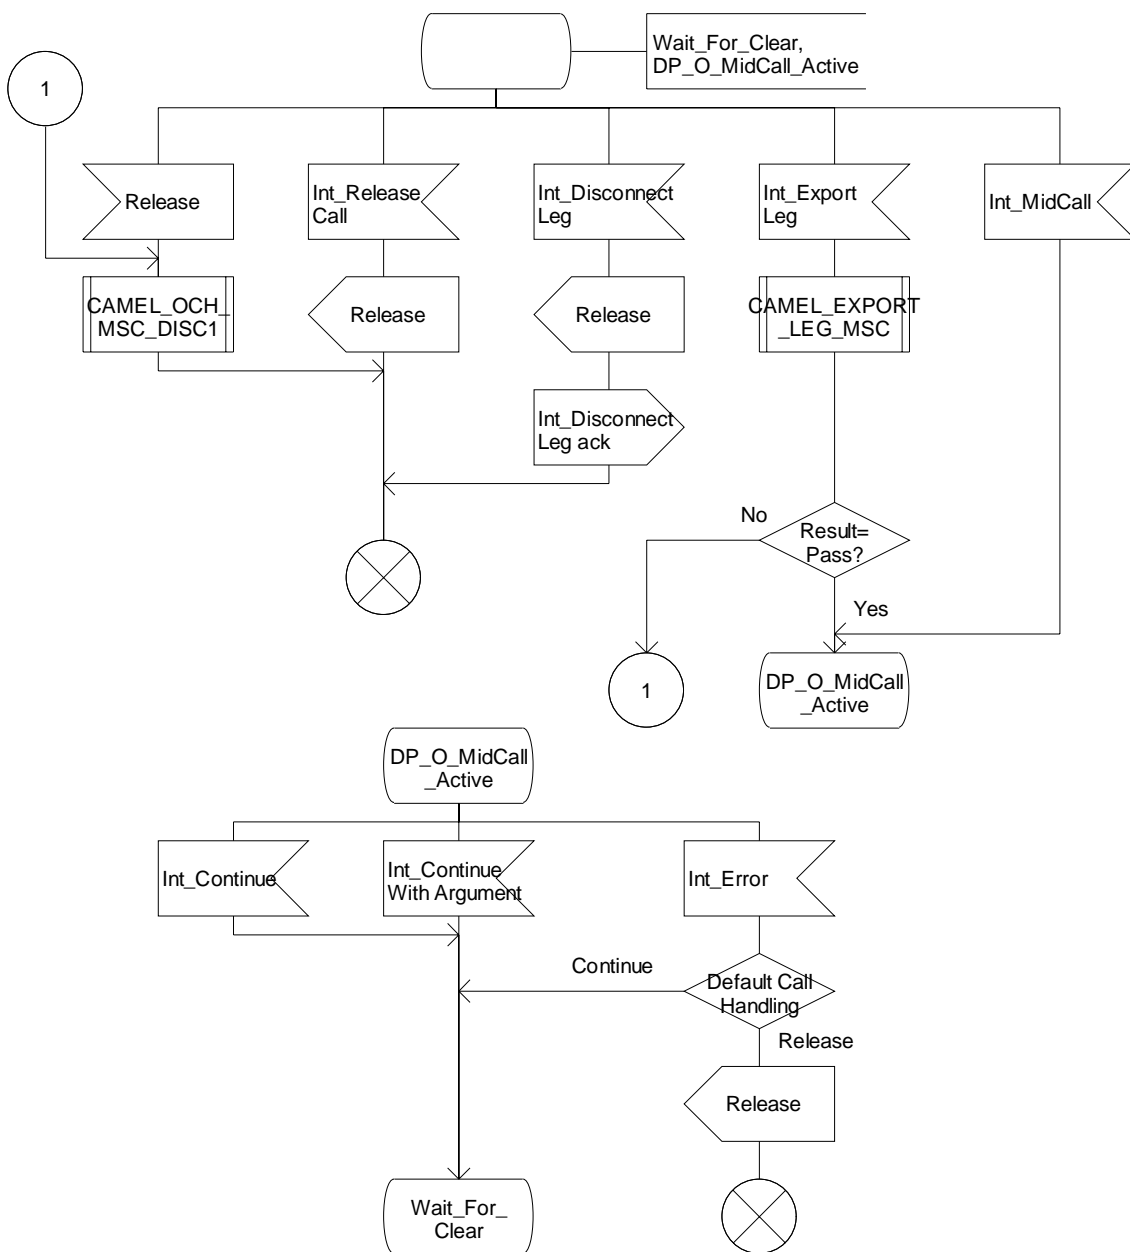 Wait_For_Clear,
DP_O_MidCall_Active
1
Release
Int_Release
Call
Int_Disconnect
Leg
Int_Export
Leg
Int_MidCall
CAMEL_OCH_
MSC_DISC1
Release
Release
CAMEL_EXPORT
_LEG_MSC
Int_Disconnect
Leg ack
No
Result=
Pass?
Yes
1
DP_O_MidCall
_Active
DP_O_MidCall
_Active
Int_Continue
Int_Continue
With Argument
Int_Error
Continue
Default Call
Handling
Release
Release
Wait_For_
Clear